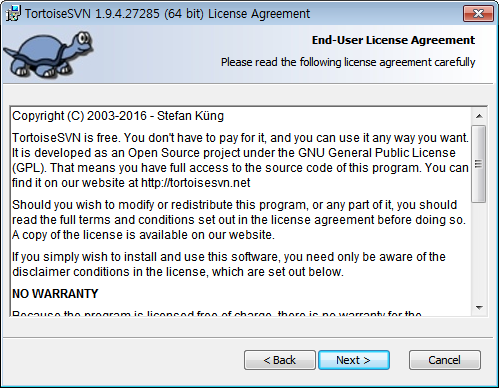 TortoiseSVN 1.9.4.27285 (64 bit) License Agreement
End-User License Agreement
Please read the following license agreement carefully
Copyright (C) 2003-2016 - Stefan Küng
TortoiseSVN is free. You don't have to pay for it, and you can use it any way you want.
It is developed as an Open Source project under the GNU General Public License
(GPL). That means you have full access to the source code of this program. You can
find it on our website at http://tortoisesvn.net
Should you wish to modify or redistribute this program, or any part of it, you should
read the full terms and conditions set out in the license agreement before doing so.
A copy of the license is available on our website.
If you simply wish to install and use this software, you need only be aware of the
disclaimer conditions in the license, which are set out below.
NO WARRANTY
Because the program is licensed free of charge, there is no warranty for the
< Back
Next >
Cancel